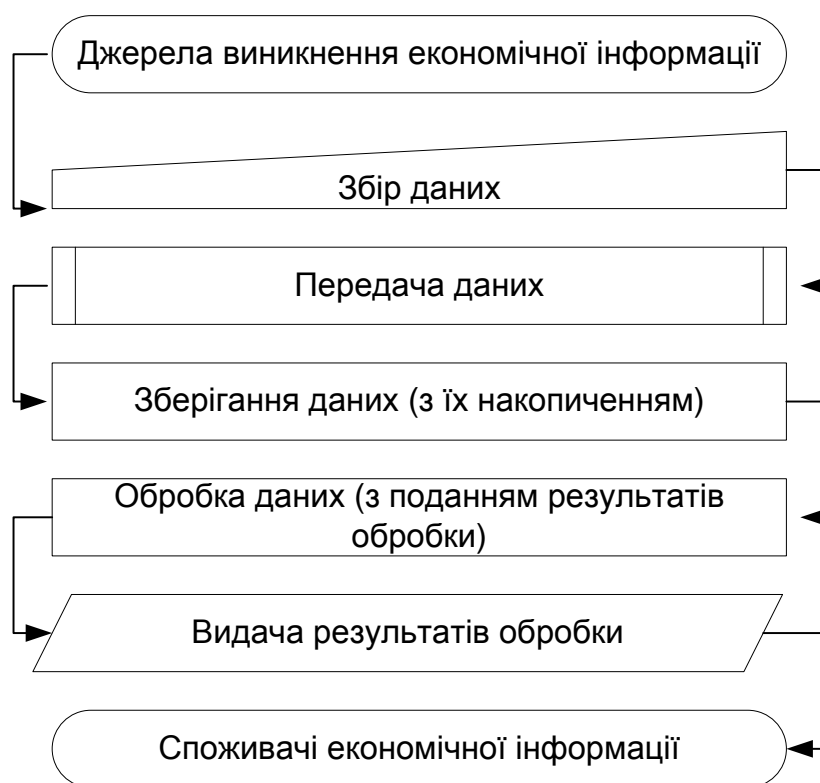 Джерела виникнення економічної інформації
Збір даних
Передача даних
Зберігання даних (з їх накопиченням)
Обробка даних (з поданням результатів
обробки)
Видача результатів обробки
Споживачі економічної інформації